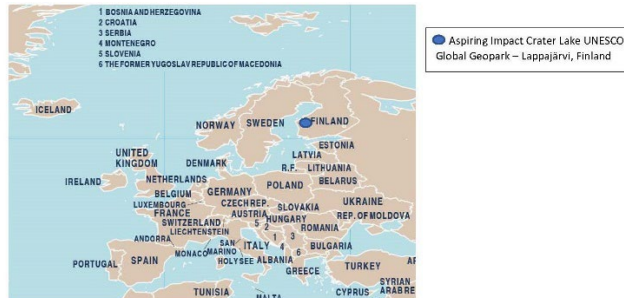 1 BOSNIA AND HERZEGOVINA
2 CROATIA
3 SERBIA
4 MONTENEGRO
5 SLOVENIA
6 THE FORMER YUGOSLAV REPUBLIC OF MACEDONIA
Aspiring Impact Crater Lake UNESCO
Global Geopark – Lappajärvi, Finland
ICELAND
NORWAY
SWEDEN
FINLAND
ESTONIA
LATVIA
UNITED
KINGDOM
DENMARK
R.F.
LITHUANIA
IRELAND
NETHERLANDS
BELARUS
BELGIUM
GERMANY
POLAND
LUXEMBOURG
CZECH REP.
UKRAINE
FRANCE
SLOVAKIA
AUSTRIA
HUNGARY
REP. OF MOLDOVA
SWITZERLAND
5
2
ROMANIA
LIECHTENSTEIN
1
3
ANDORRA
SAN
MARINO
ITALY
4
BULGARIA
MONACO
HOLY SEE
ALBANIA
6
PORTUGAL
SPAIN
GREECE
TURKEY
SYRIAN
ARAB RE
TUNISIA
MALTA
CYPRUS